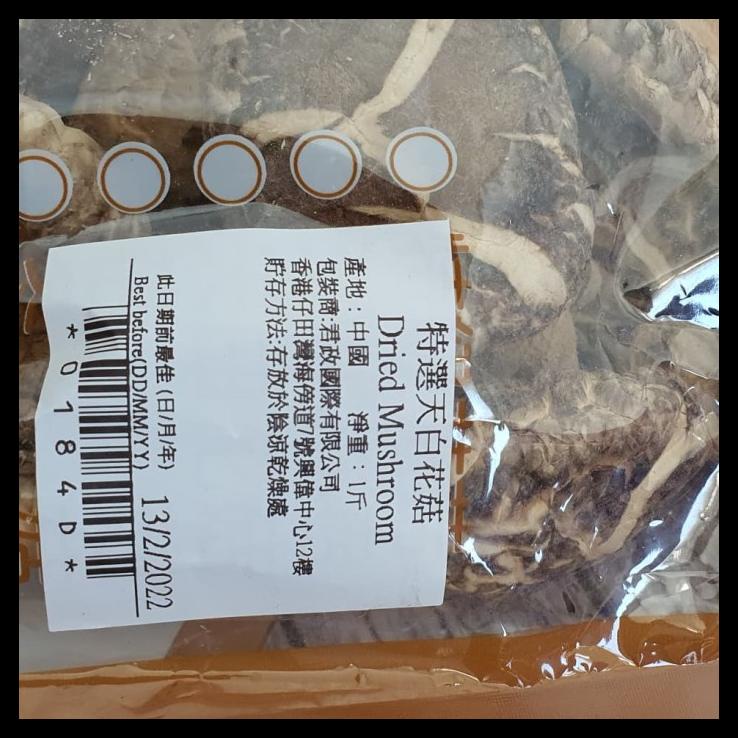 特選天白花菇
Dried Mushroom
產地：中國 淨重：1斤
包裝商:君政國際有限公司
香港仔田灣海傍道7號興偉中心12樓
貯存方法:存放於陰涼乾燥處
此日期前最佳 (日/月/年)
Best before(DD/MM/YY) 13/2/2022
*0184D*